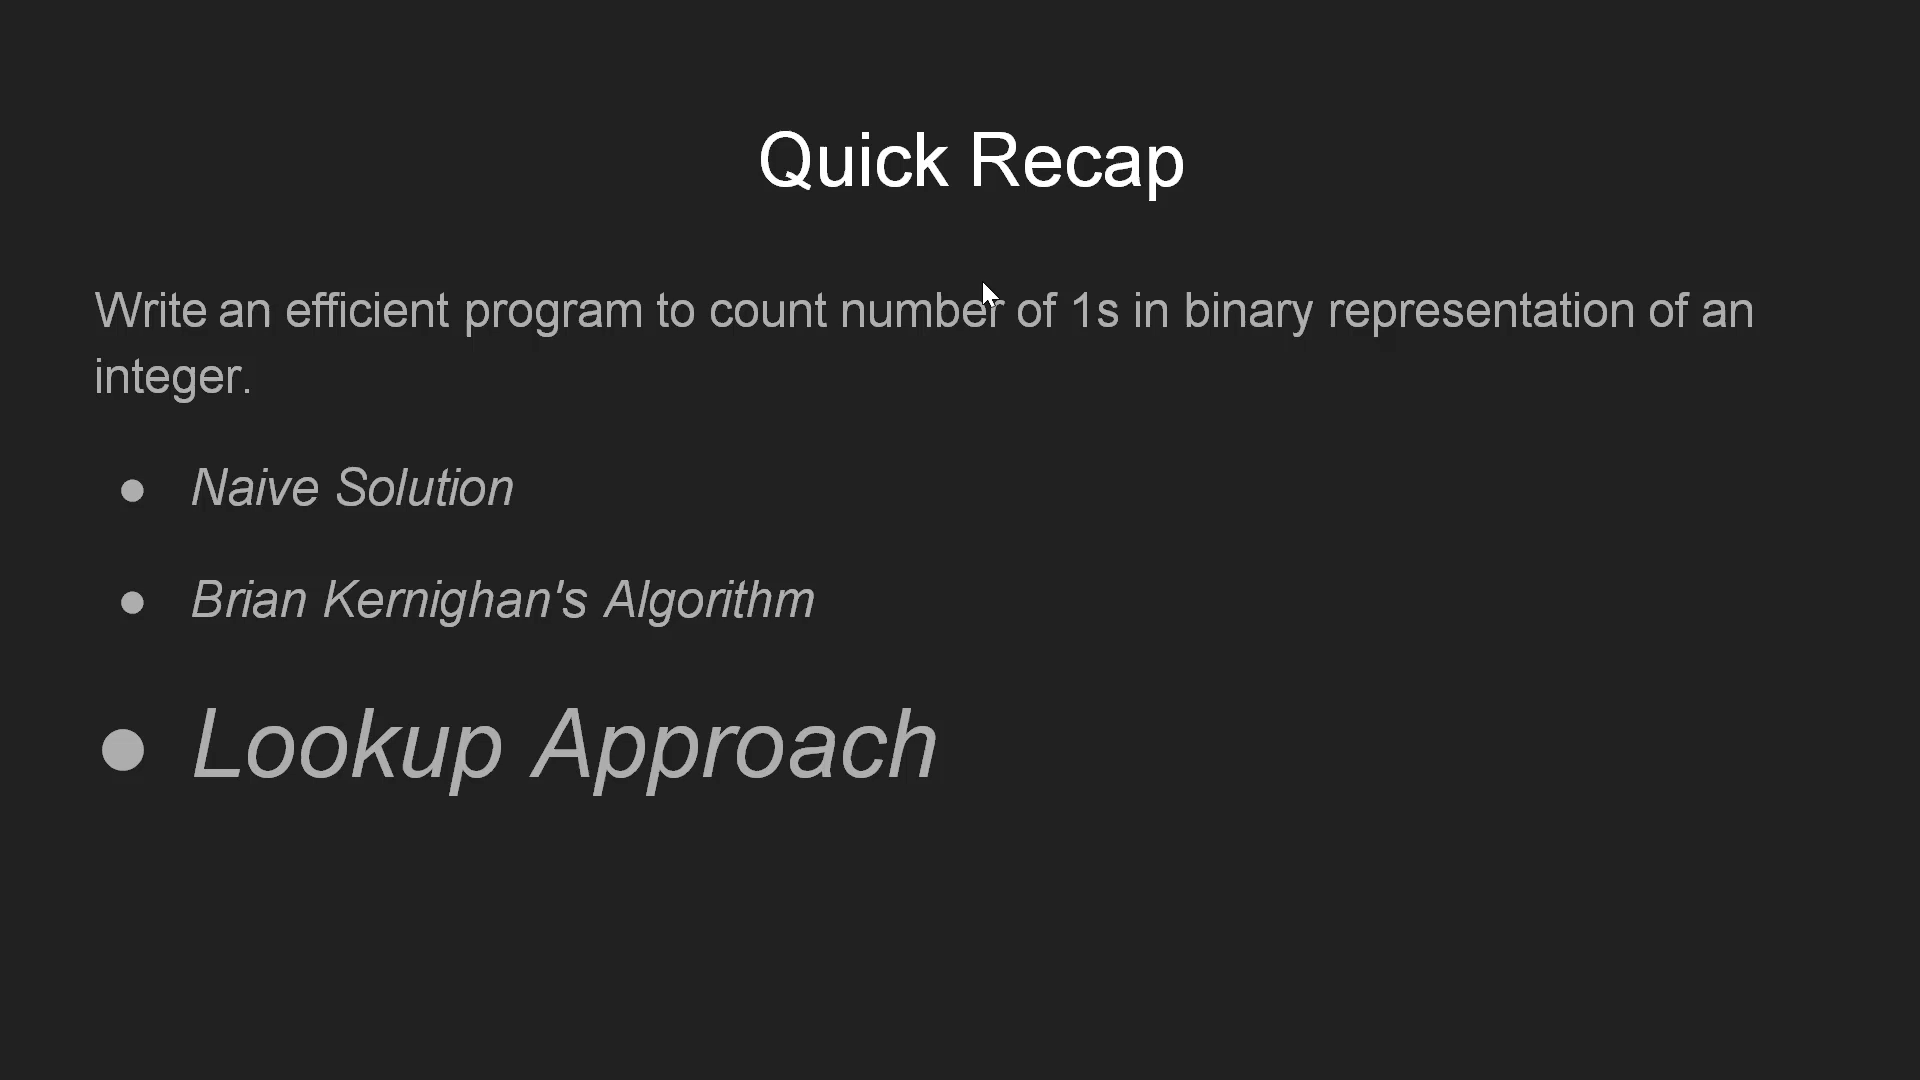 Quick Recap
Write an efficient program to count number of 1s in binary representation of an
integer.
● Naive Solution
● Brian Kernighan's Algorithm
● Lookup Approach